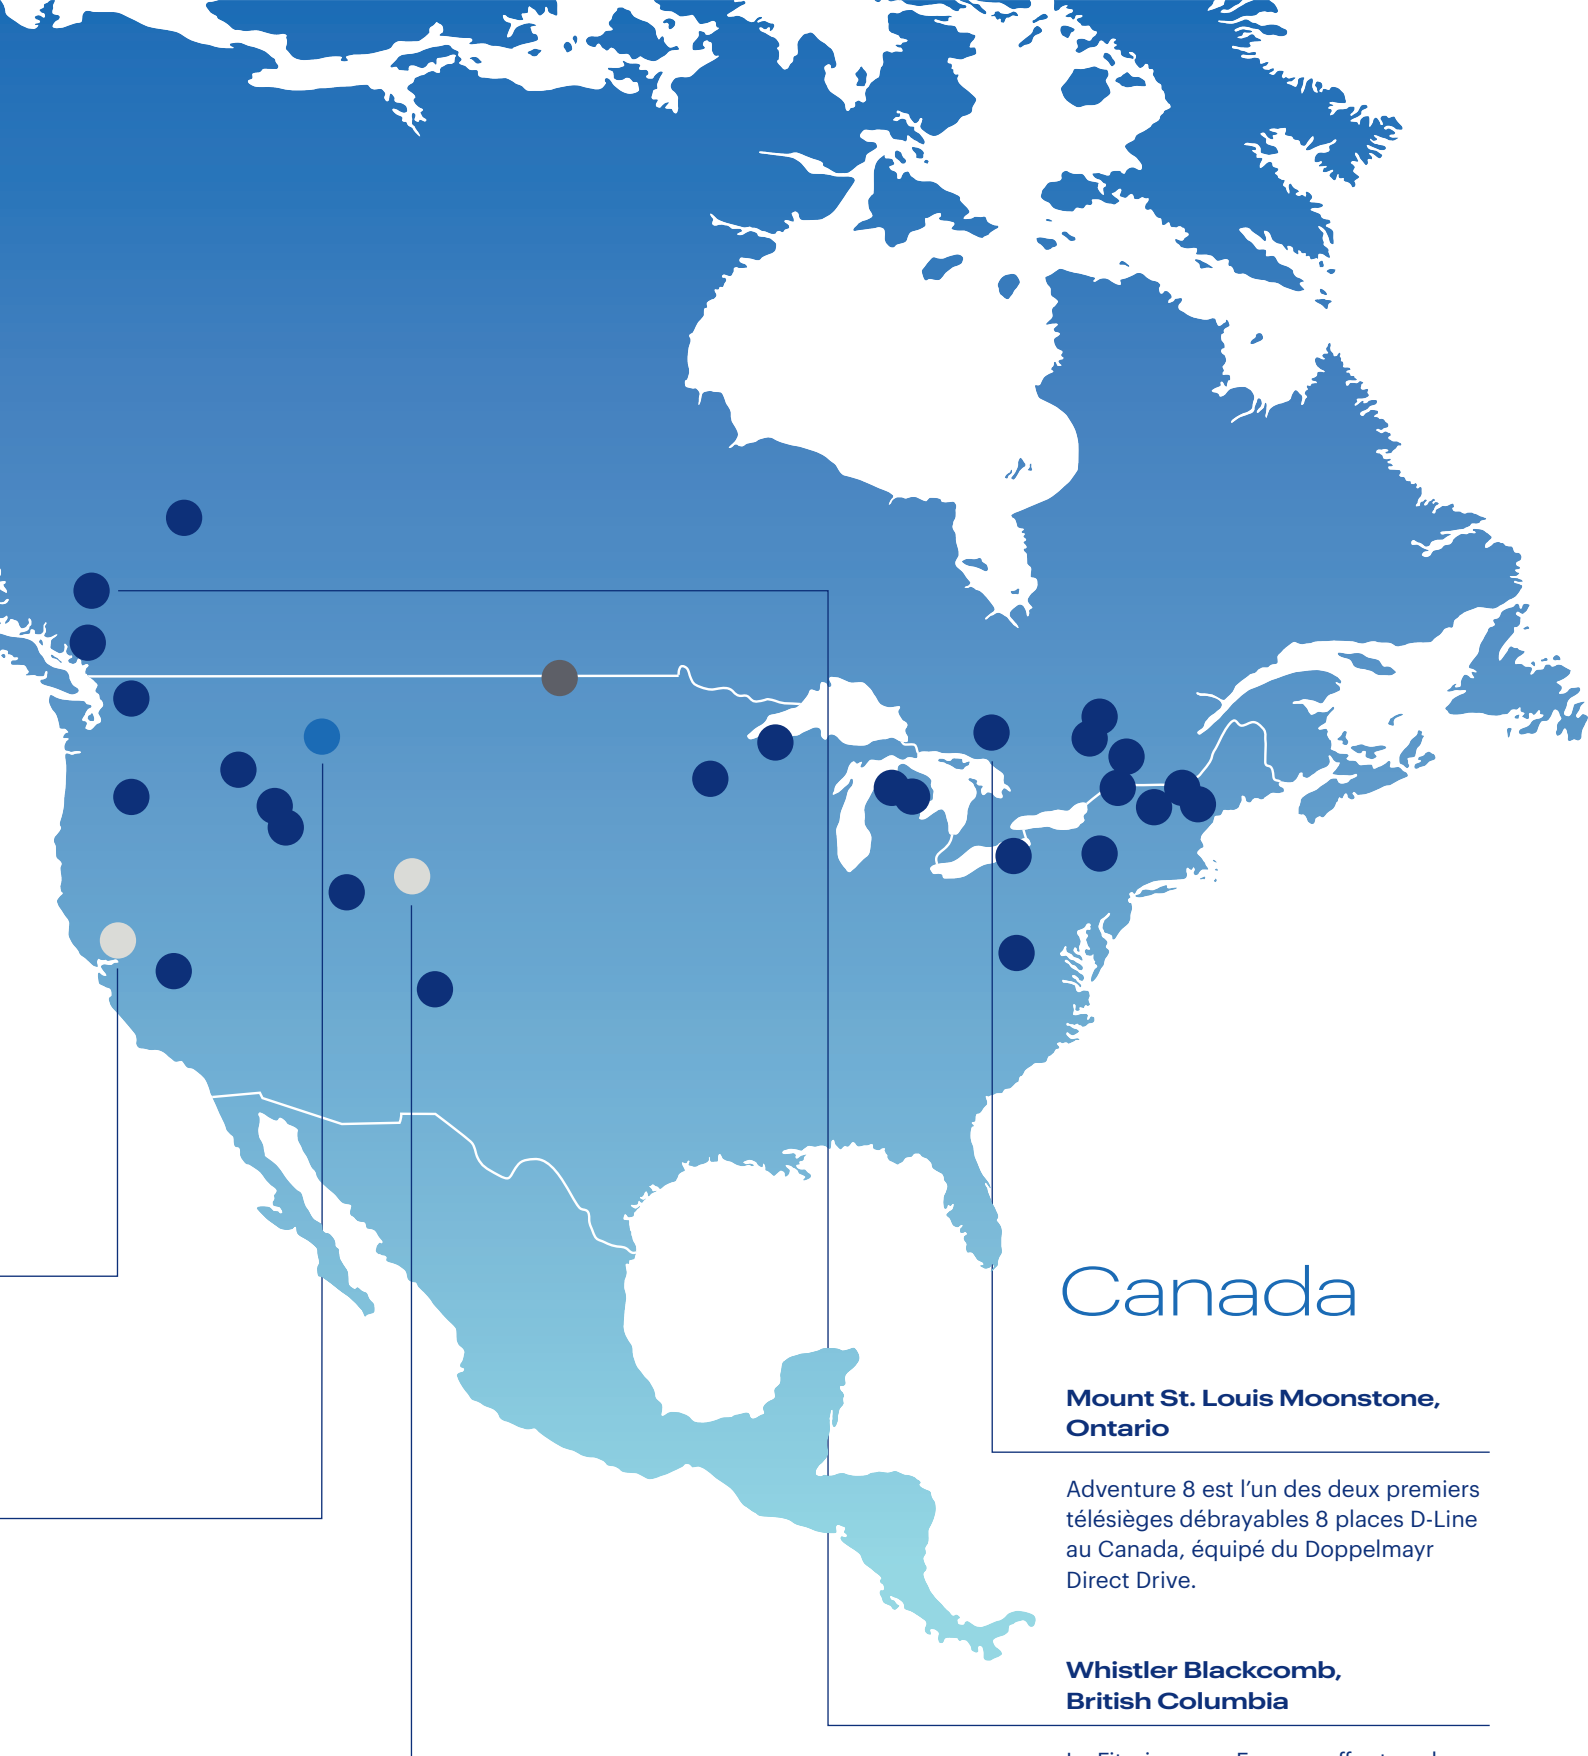 Canada
Mount St. Louis Moonstone,
Ontario
Adventure 8 est l’un des deux premiers
télésièges débrayables 8 places D-Line
au Canada, équipé du Doppelmayr
Direct Drive.
Whistler Blackcomb,
British Columbia